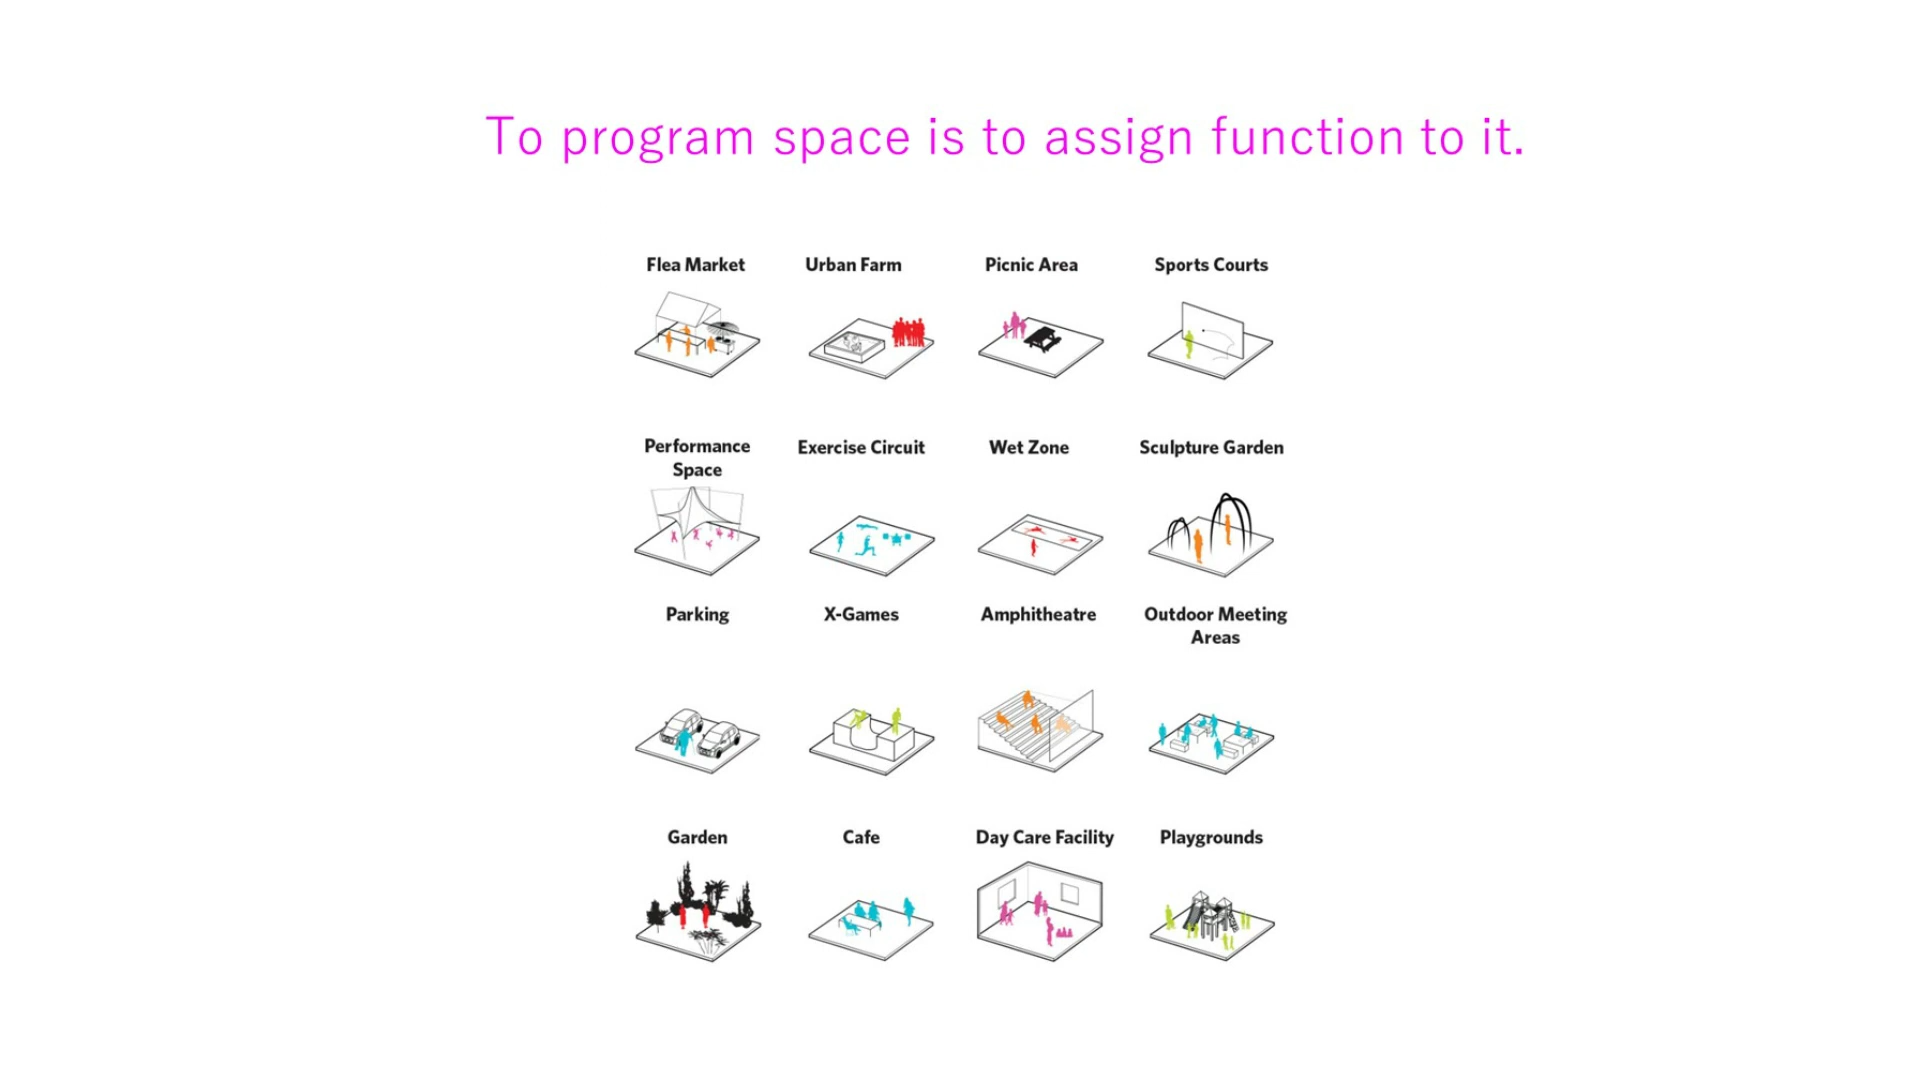 To program space is to assign function to it.
Flea Market
Urban Farm
Picnic Area
Sports Courts
Performance
Space
Exercise Circuit
Wet Zone
Sculpture Garden
Parking
X-Games
Amphitheatre
Outdoor Meeting
Areas
Garden
Cafe
Day Care Facility
Playgrounds